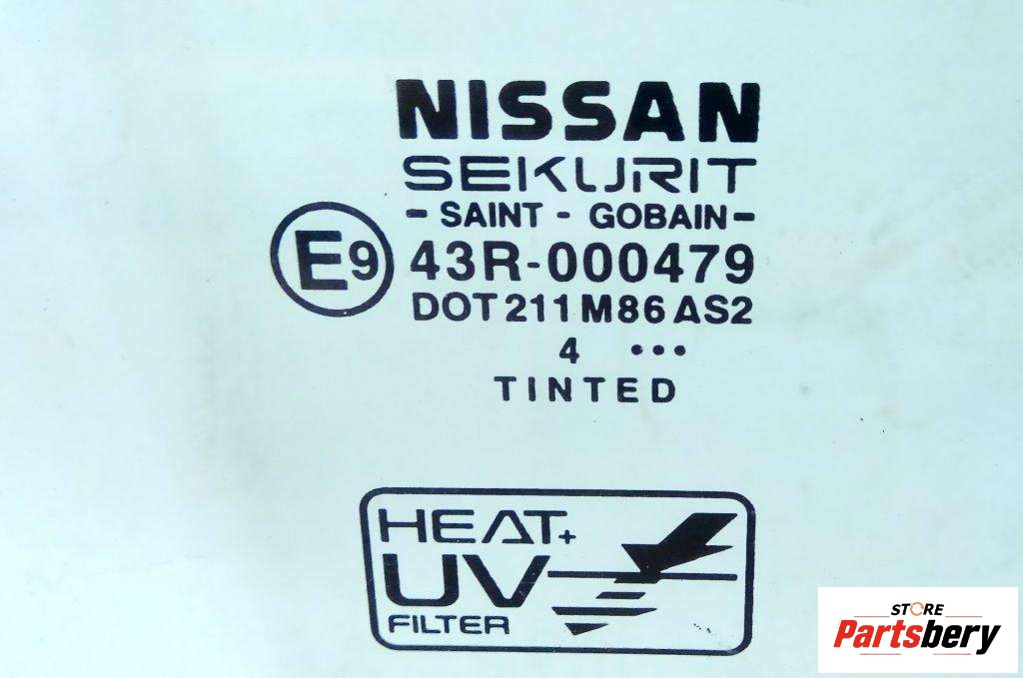 NISSAN
SEKURIT
- SAINT - GOBAIN -
E9 43R-000479
DOT 211 M86 AS2
4 •••
TINTED
HEAT+
UV
FILTER
STORE
Partsbery